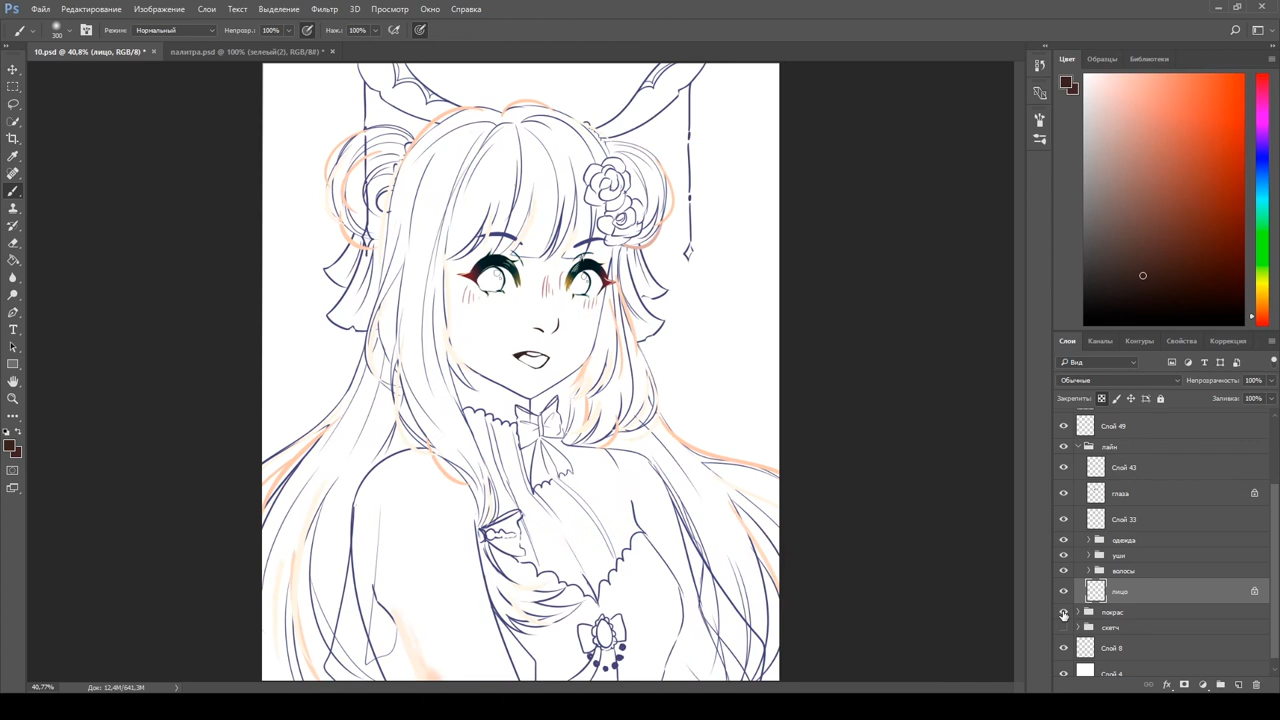 Файл Редактирование Изображение Слои Текст Выделение Фильтр 3D Просмотр Окно Справка
300 Режим: Нормальный Непрозр.: 100% Наж.: 100%
10.psd @ 40,8% (лицо, RGB/8) * × палитра.psd @ 100% (зелеый(2), RGB/8#) * ×
Цвет Образцы Библиотеки
Слои Каналы Контуры Свойства Коррекция
Вид
Обычные Непрозрачность: 100%
Закрепить: Заливка: 100%
Слой 49
лайн
Слой 43
глаза
Слой 33
одежда
уши
волосы
лицо
покрас
скетч
Слой 8
Слой 4
40,77% Док: 12,4M/641,3M